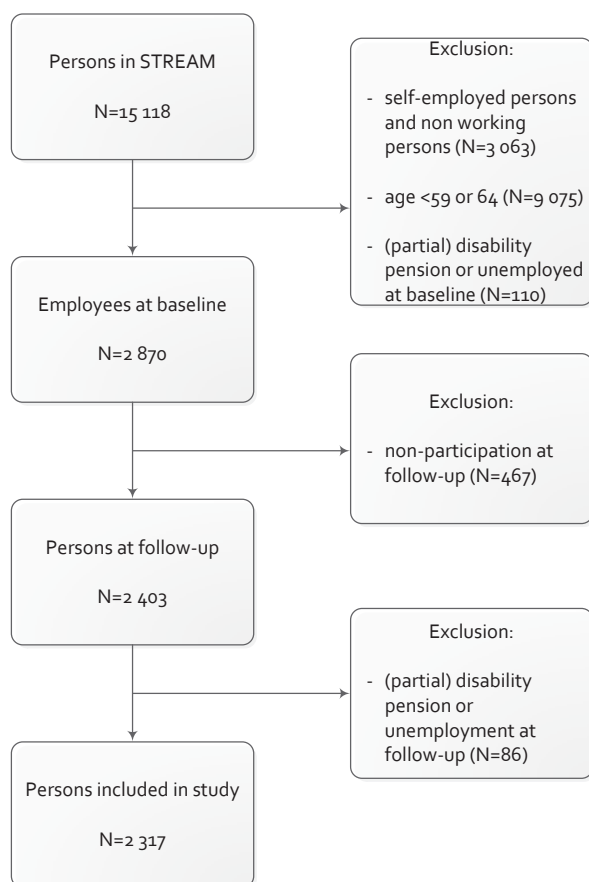 Persons in STREAM
N=15 118
Exclusion:
- self-employed persons
and non working
persons (N=3 063)
- age <59 or 64 (N=9 075)
- (partial) disability
pension or unemployed
at baseline (N=110)
Employees at baseline
N=2 870
Exclusion:
- non-participation at
follow-up (N=467)
Persons at follow-up
N=2 403
Exclusion:
- (partial) disability
pension or
unemployment at
follow-up (N=86)
Persons included in study
N=2 317